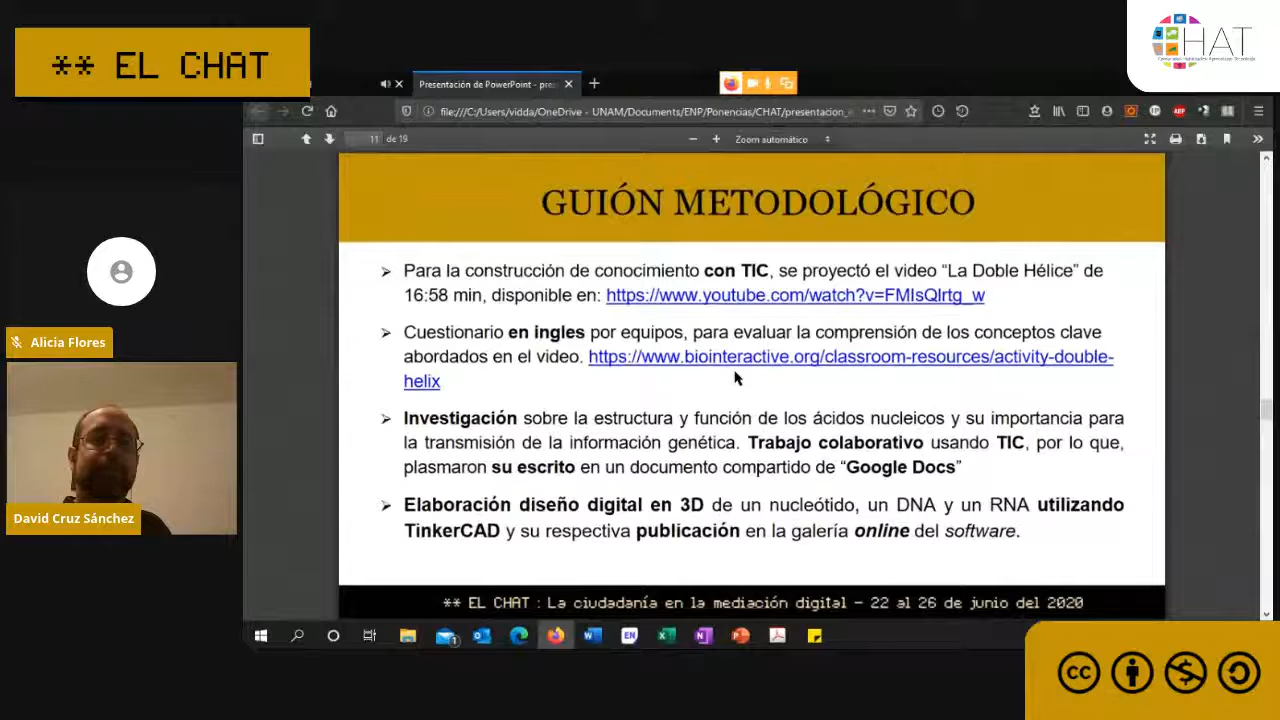 ** EL CHAT
HAT
Presentación de PowerPoint - pre
file:///C:/Users/vidda/OneDrive - UNAM/Documents/ENP/Ponencias/CHAT/presentacion_
11 de 19
Zoom automático
GUIÓN METODOLÓGICO
➢ Para la construcción de conocimiento con TIC, se proyectó el video “La Doble Hélice” de
16:58 min, disponible en: https://www.youtube.com/watch?v=FMIsQIrtg_w
➢ Cuestionario en ingles por equipos, para evaluar la comprensión de los conceptos clave
abordados en el video. https://www.biointeractive.org/classroom-resources/activity-double-
helix
➢ Investigación sobre la estructura y función de los ácidos nucleicos y su importancia para
la transmisión de la información genética. Trabajo colaborativo usando TIC, por lo que,
plasmaron su escrito en un documento compartido de “Google Docs”
➢ Elaboración diseño digital en 3D de un nucleótido, un DNA y un RNA utilizando
TinkerCAD y su respectiva publicación en la galería online del software.
** EL CHAT : La ciudadanía en la mediación digital – 22 al 26 de junio del 2020
Alicia Flores
David Cruz Sánchez
EN
cc